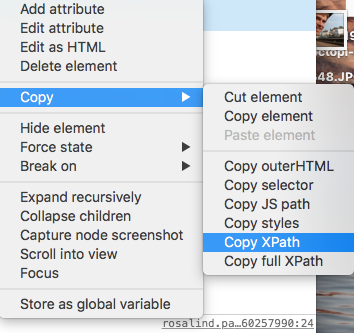 Add attribute
Edit attribute
Edit as HTML
Delete element
Copy
Hide element
Force state
Break on
Expand recursively
Collapse children
Capture node screenshot
Scroll into view
Focus
Store as global variable
Cut element
Copy element
Paste element
Copy outerHTML
Copy selector
Copy JS path
Copy styles
Copy XPath
Copy full XPath
48.JP
rosalind.pa…60257990:24